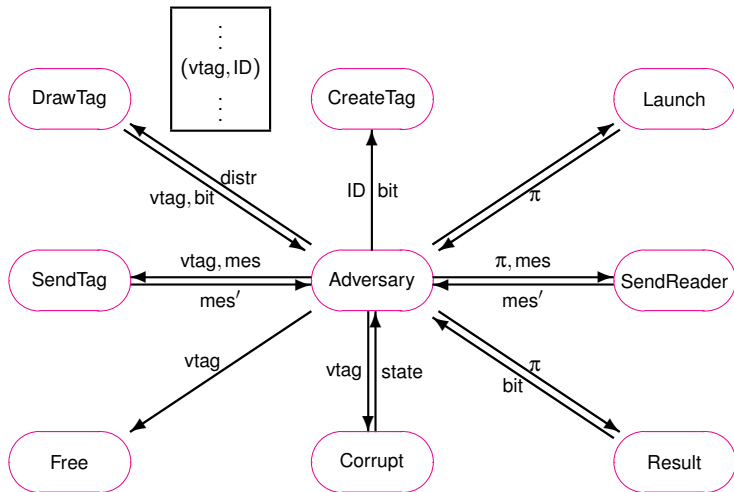 ⋮
(vtag, ID)
⋮
DrawTag
CreateTag
Launch
distr
vtag, bit
ID bit
π
SendTag
vtag, mes
mes′
Adversary
π, mes
mes′
SendReader
vtag
vtag state
π
bit
Free
Corrupt
Result